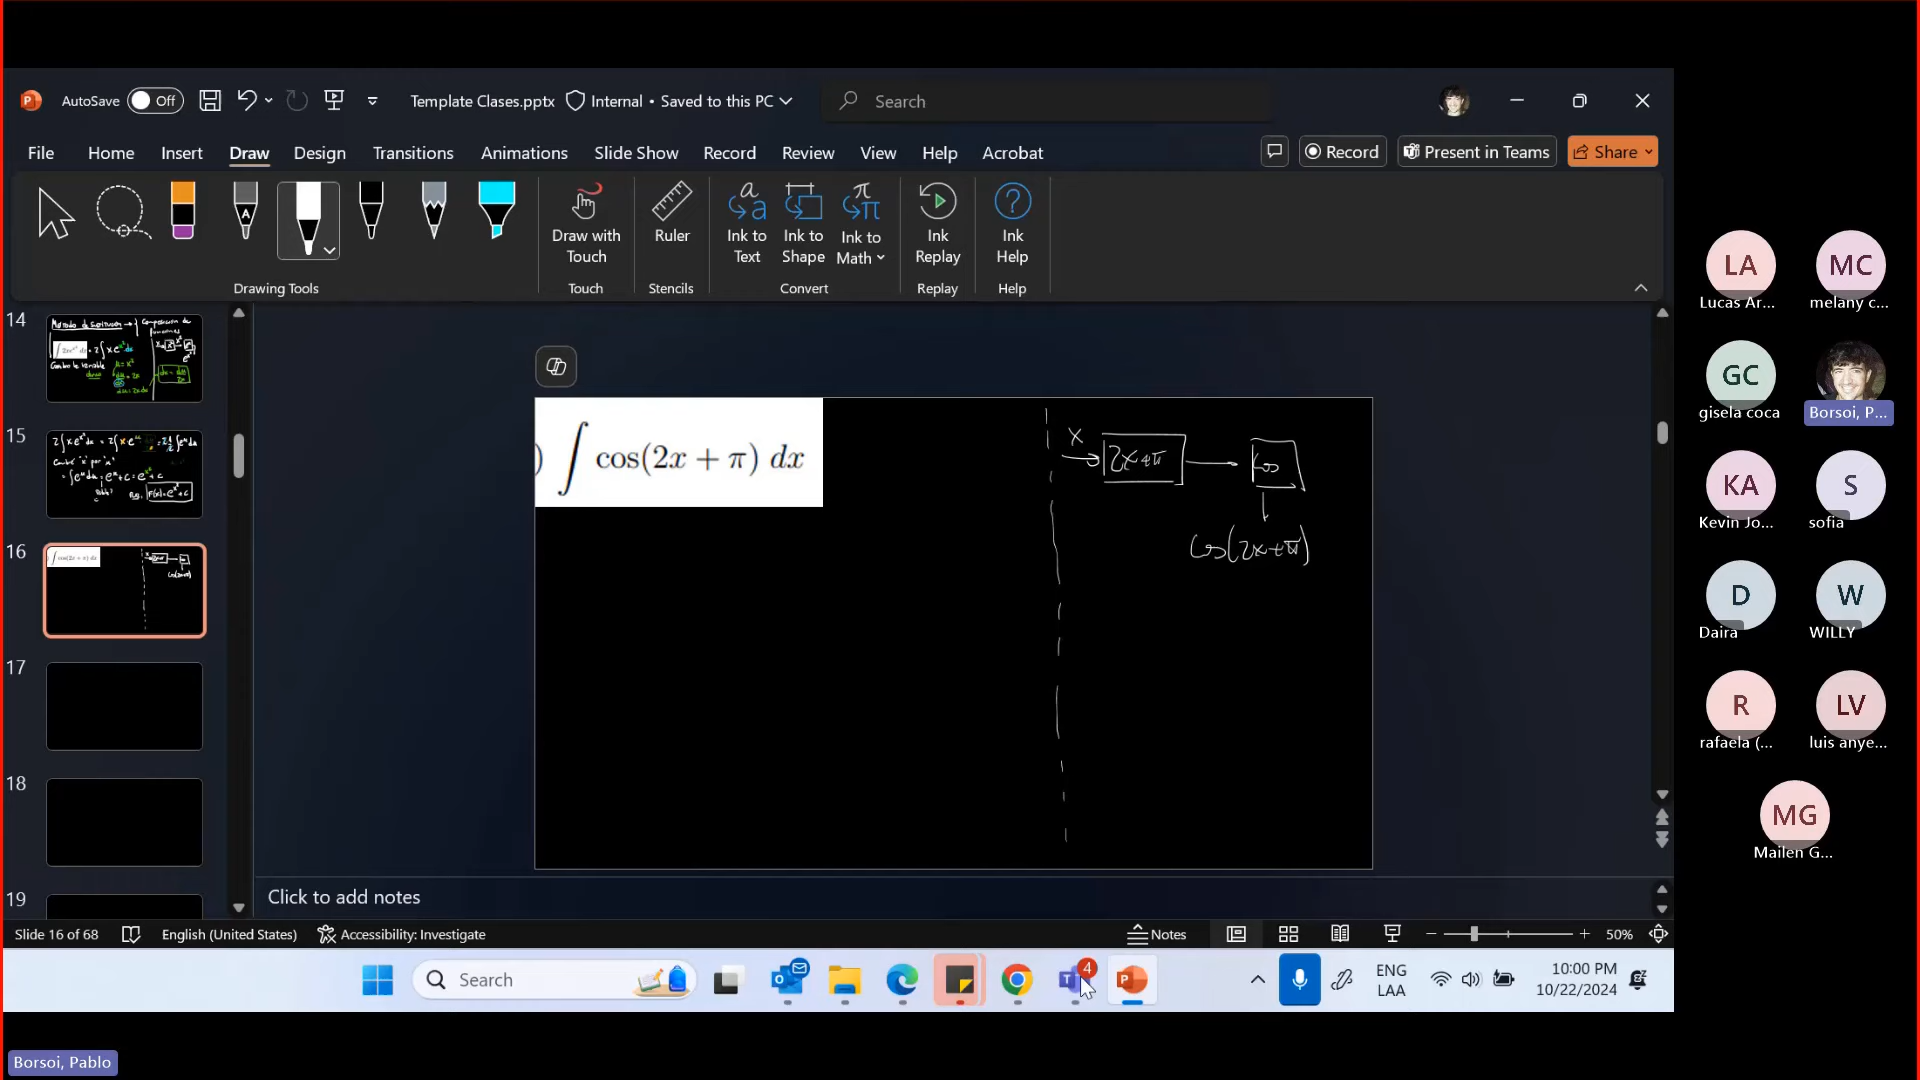 AutoSave Off Template Clases.pptx Internal • Saved to this PC Search
File Home Insert Draw Design Transitions Animations Slide Show Record Review View Help Acrobat Record Present in Teams Share
Draw with Touch
Ruler
Ink to Text
Ink to Shape
Ink to Math
Ink Replay
Ink Help
Drawing Tools Touch Stencils Convert Replay Help
14
15
16
17
18
19
) ∫ cos(2x + π) dx
x
2x+π
cos
Cos(2x+π)
Click to add notes
Slide 16 of 68 English (United States) Accessibility: Investigate Notes 50%
Search
4
ENG
LAA
10:00 PM
10/22/2024
LA
Lucas Ar...
MC
melany c...
GC
gisela coca
Borsoi, P...
KA
Kevin Jo...
S
sofia
D
Daira
W
WILLY
R
rafaela (...
LV
luis anye...
MG
Mailen G...
Borsoi, Pablo